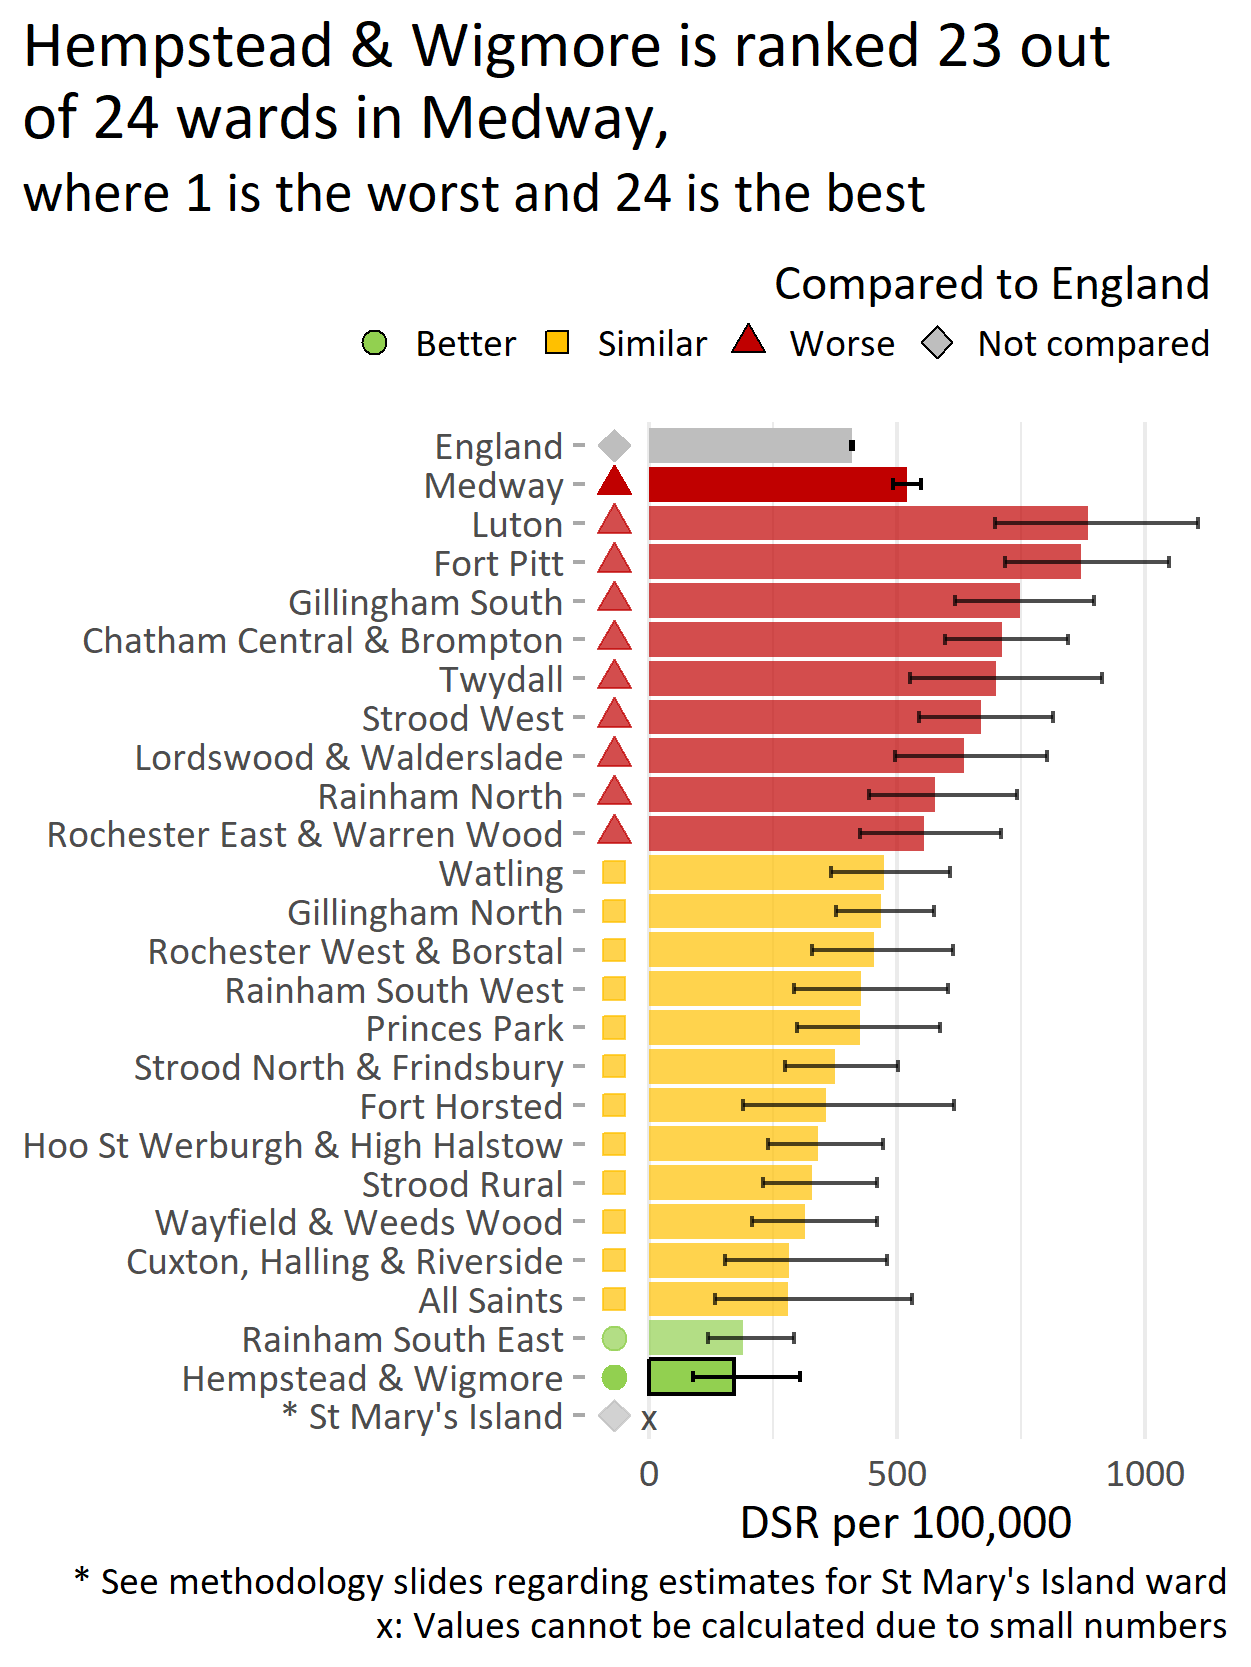 Hempstead & Wigmore is ranked 23 out
of 24 wards in Medway,
where 1 is the worst and 24 is the best
Compared to England
Better Similar Worse Not compared
England
Medway
Luton
Fort Pitt
Gillingham South
Chatham Central & Brompton
Twydall
Strood West
Lordswood & Walderslade
Rainham North
Rochester East & Warren Wood
Watling
Gillingham North
Rochester West & Borstal
Rainham South West
Princes Park
Strood North & Frindsbury
Fort Horsted
Hoo St Werburgh & High Halstow
Strood Rural
Wayfield & Weeds Wood
Cuxton, Halling & Riverside
All Saints
Rainham South East
Hempstead & Wigmore
* St Mary's Island x
0 500 1000
DSR per 100,000
* See methodology slides regarding estimates for St Mary's Island ward
x: Values cannot be calculated due to small numbers